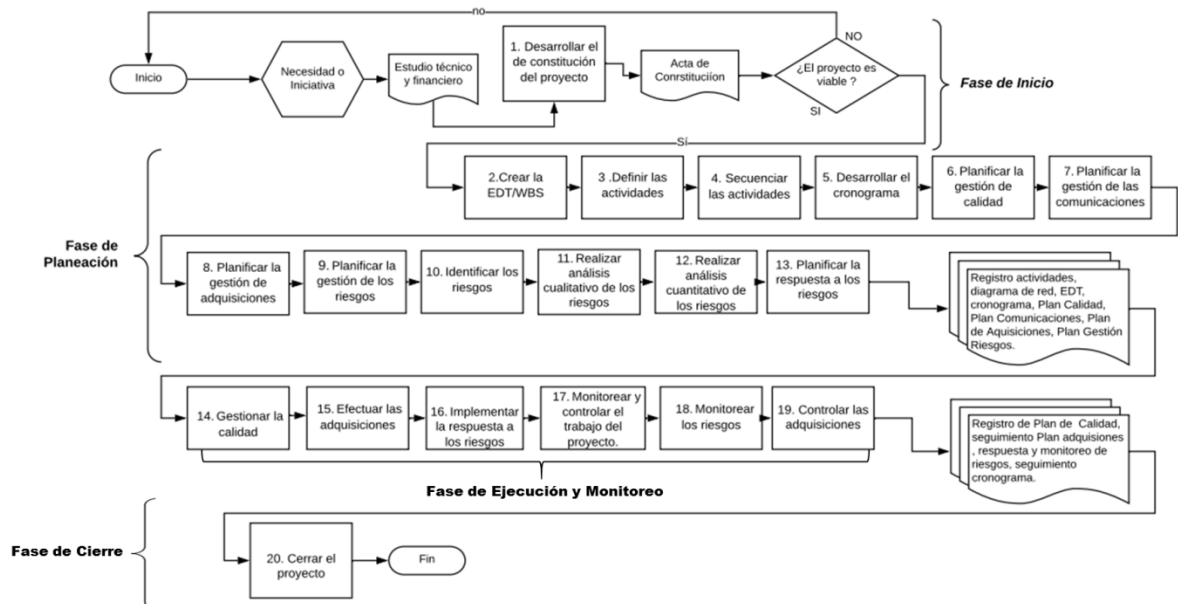 no
Inicio
Necesidad o
Iniciativa
Estudio técnico
y financiero
1. Desarrollar el
de constitución
del proyecto
Acta de
Conrstituciíon
NO
¿El proyecto es
viable ?
SI
Fase de Inicio
Sí
2.Crear la
EDT/WBS
3 .Definir las
actividades
4. Secuenciar
las actividades
5. Desarrollar el
cronograma
6. Planificar la
gestión de
calidad
7. Planificar la
gestión de las
comunicaciones
Fase de
Planeación
8. Planificar la
gestión de
adquisiciones
9. Planificar la
gestión de los
riesgos
10. Identificar los
riesgos
11. Realizar
análisis
cualitativo de los
riesgos
12. Realizar
análisis
cuantitativo de
los riesgos
13. Planificar la
respuesta a los
riesgos
Registro actividades,
diagrama de red, EDT,
cronograma, Plan Calidad,
Plan Comunicaciones, Plan
de Aquisiciones, Plan Gestión
Riesgos.
14. Gestionar la
calidad
15. Efectuar las
adquisiciones
16. Implementar
la respuesta a
los riesgos
17. Monitorear y
controlar el
trabajo del
proyecto.
18. Monitorear
los riesgos
19. Controlar las
adquisiciones
Registro de Plan de Calidad,
seguimiento Plan adquisiones
, respuesta y monitoreo de
riesgos, seguimiento
cronograma.
Fase de Ejecución y Monitoreo
Fase de Cierre
20. Cerrar el
proyecto
Fin